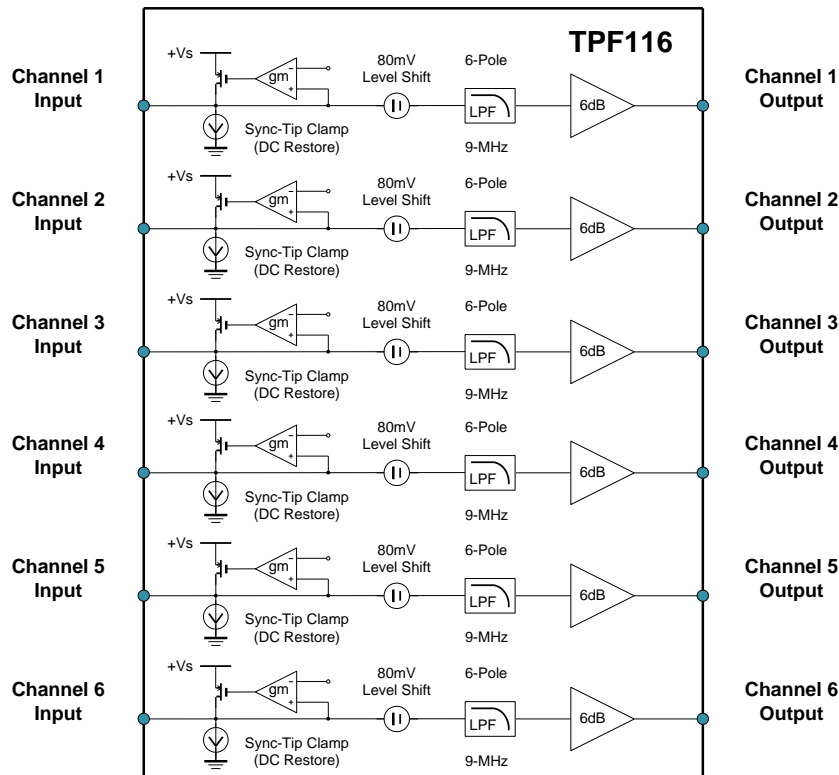 TPF116
Channel 1
Input
+Vs
gm
−
+
Sync-Tip Clamp
(DC Restore)
80mV
Level Shift
6-Pole
LPF
9-MHz
6dB
Channel 1
Output
Channel 2
Input
+Vs
gm
−
+
Sync-Tip Clamp
(DC Restore)
80mV
Level Shift
6-Pole
LPF
9-MHz
6dB
Channel 2
Output
Channel 3
Input
+Vs
gm
−
+
Sync-Tip Clamp
(DC Restore)
80mV
Level Shift
6-Pole
LPF
9-MHz
6dB
Channel 3
Output
Channel 4
Input
+Vs
gm
−
+
Sync-Tip Clamp
(DC Restore)
80mV
Level Shift
6-Pole
LPF
9-MHz
6dB
Channel 4
Output
Channel 5
Input
+Vs
gm
−
+
Sync-Tip Clamp
(DC Restore)
80mV
Level Shift
6-Pole
LPF
9-MHz
6dB
Channel 5
Output
Channel 6
Input
+Vs
gm
−
+
Sync-Tip Clamp
(DC Restore)
80mV
Level Shift
6-Pole
LPF
9-MHz
6dB
Channel 6
Output